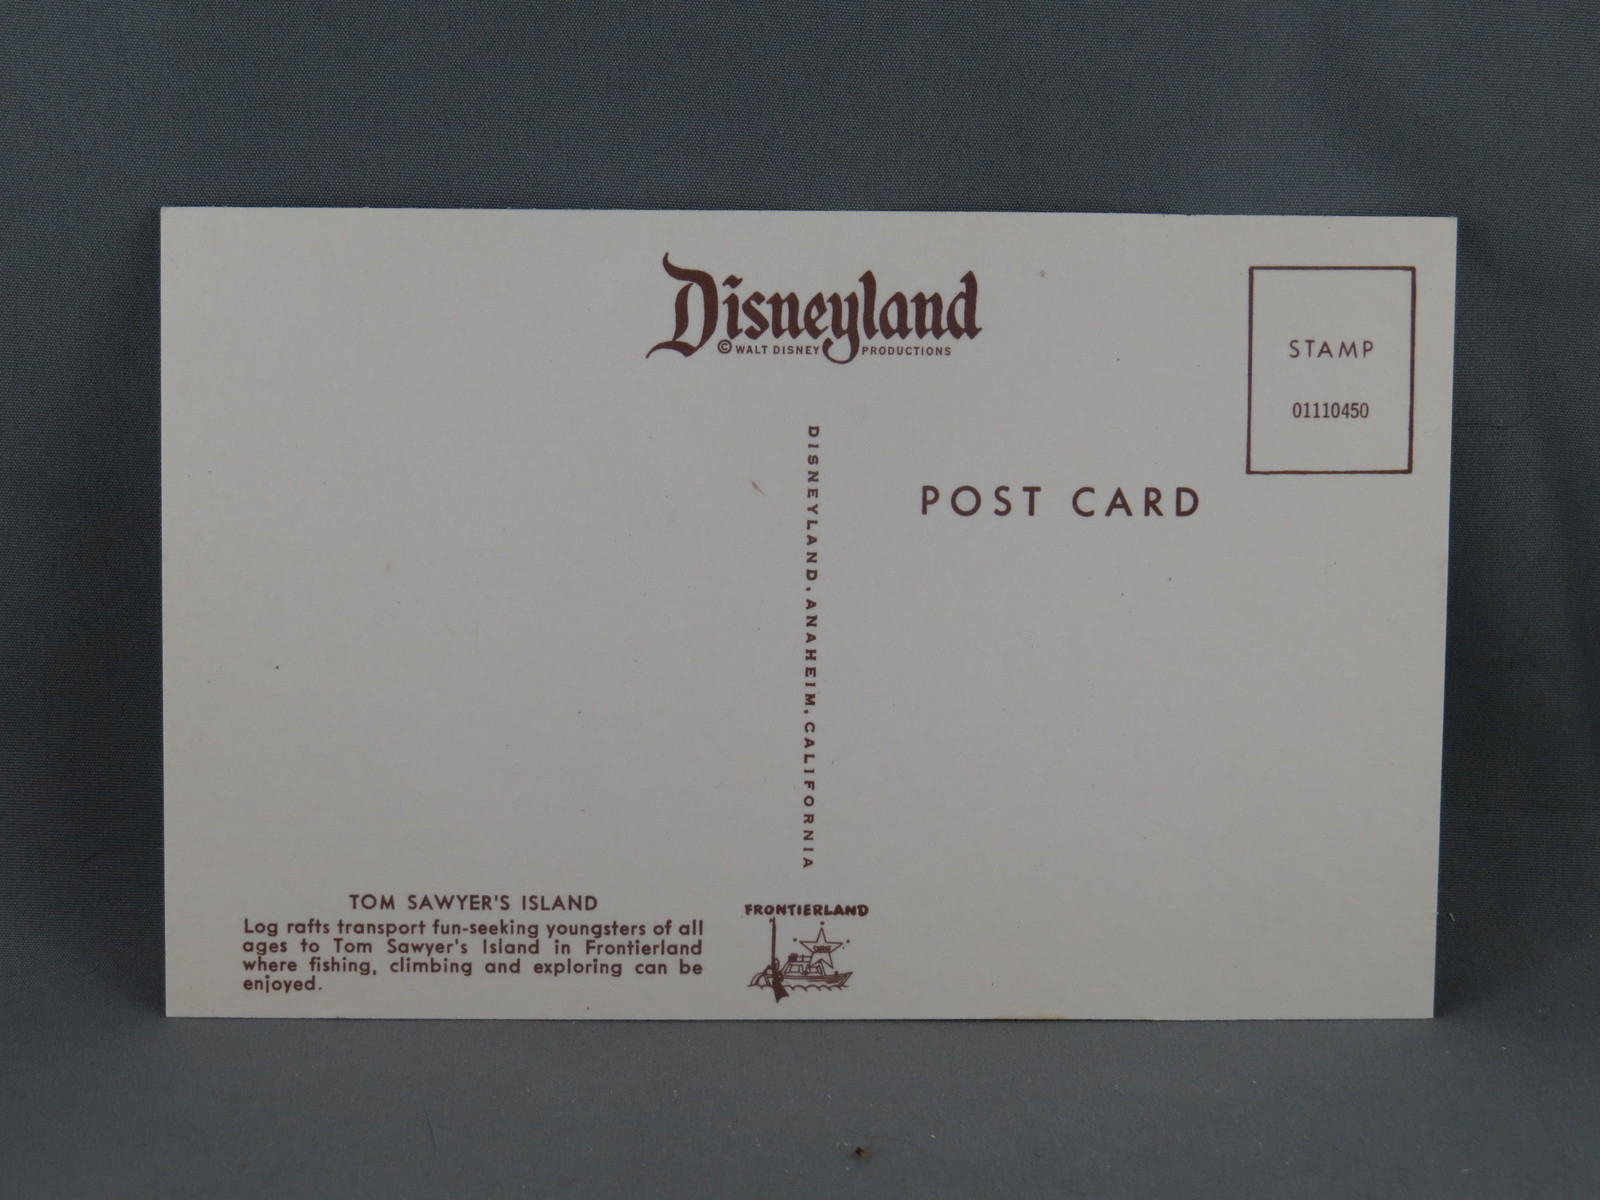 Disneyland
© WALT DISNEY PRODUCTIONS
STAMP
01110450
POST CARD
DISNEYLAND, ANAHEIM, CALIFORNIA
TOM SAWYER'S ISLAND
Log rafts transport fun-seeking youngsters of all
ages to Tom Sawyer's Island in Frontierland
where fishing, climbing and exploring can be
enjoyed.
FRONTIERLAND